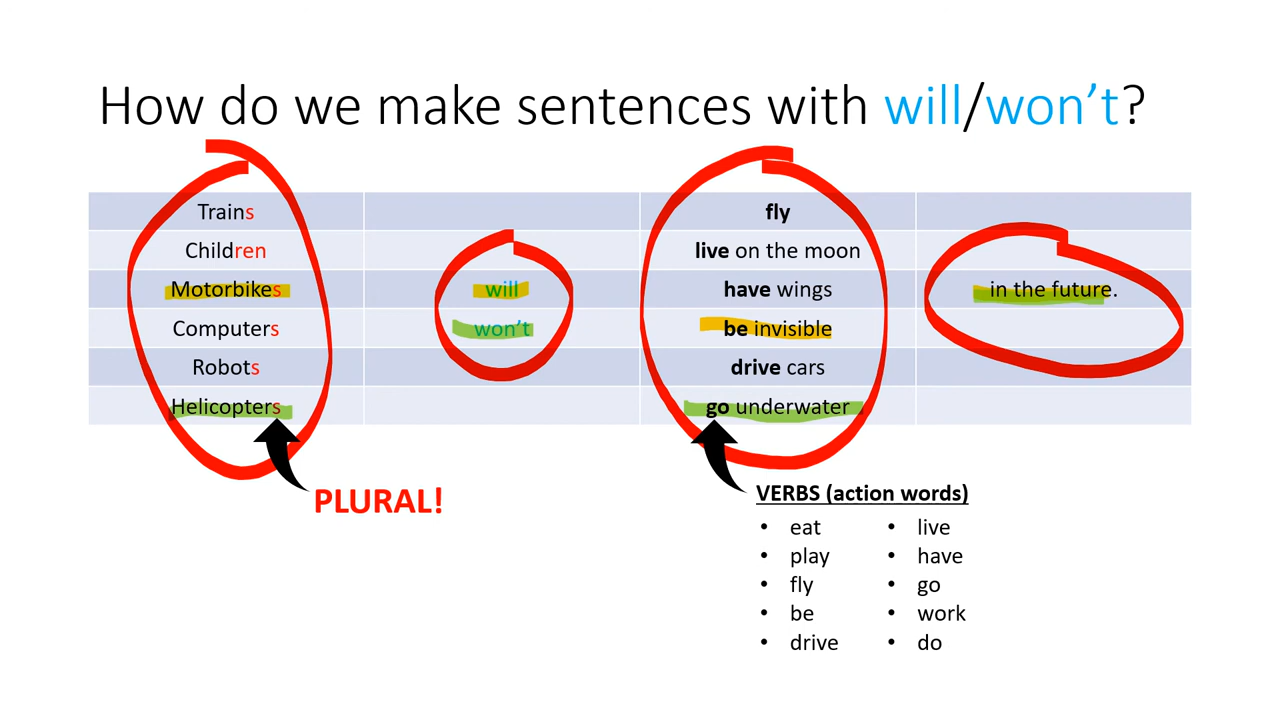 How do we make sentences with will/won't?
Trains fly
Children live on the moon
Motorbikes will have wings in the future.
Computers won't be invisible
Robots drive cars
Helicopters go underwater
PLURAL!
VERBS (action words)
• eat • live
• play • have
• fly • go
• be • work
• drive • do